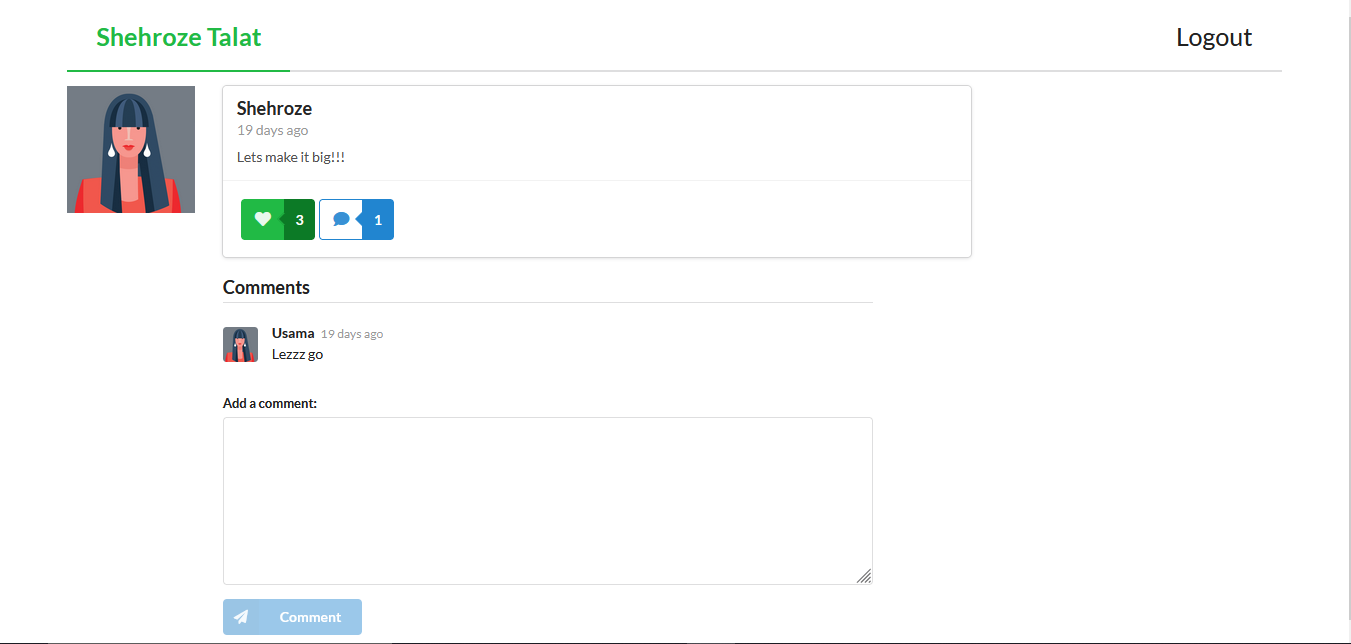 Shehroze Talat
Logout
Shehroze
19 days ago
Lets make it big!!!
3
1
Comments
Usama 19 days ago
Lezzz go
Add a comment:
Comment